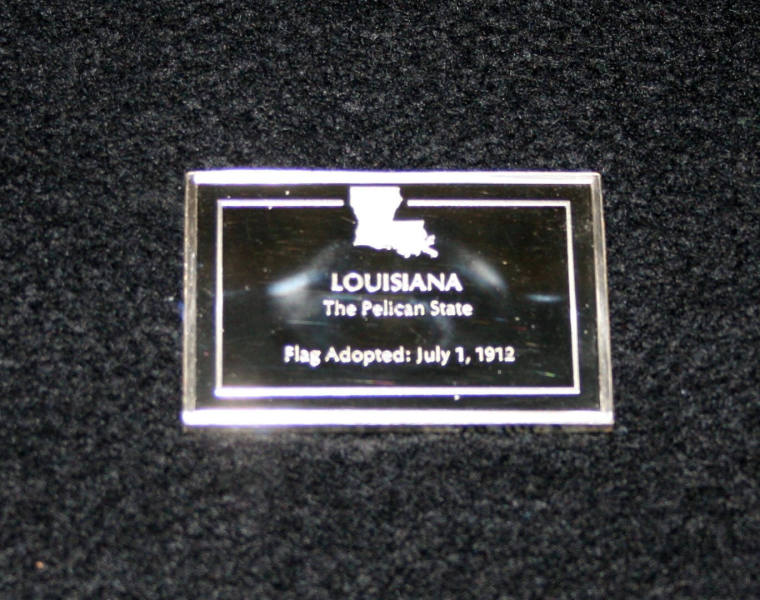 LOUISIANA
The Pelican State
Flag Adopted: July 1, 1912